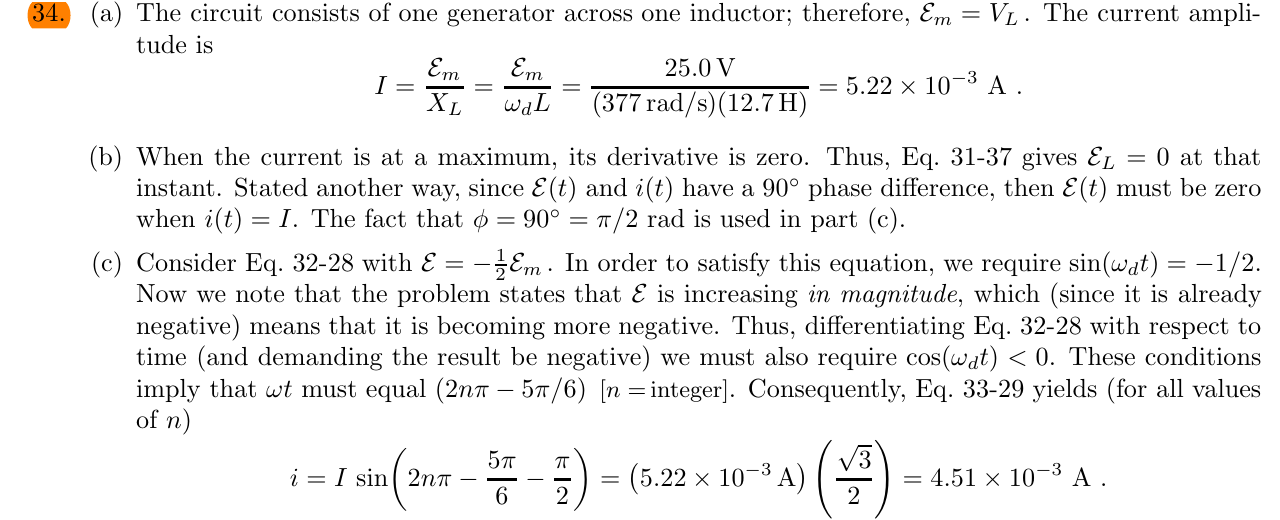 34. (a) The circuit consists of one generator across one inductor; therefore, ℰₘ = V_L . The current ampli-
tude is
I = ℰₘ/X_L = ℰₘ/(ω_d L) = 25.0 V/((377 rad/s)(12.7 H)) = 5.22 × 10⁻³ A .
(b) When the current is at a maximum, its derivative is zero. Thus, Eq. 31-37 gives ℰ_L = 0 at that
instant. Stated another way, since ℰ(t) and i(t) have a 90° phase difference, then ℰ(t) must be zero
when i(t) = I. The fact that ϕ = 90° = π/2 rad is used in part (c).
(c) Consider Eq. 32-28 with ℰ = −½ℰₘ . In order to satisfy this equation, we require sin(ω_d t) = −1/2.
Now we note that the problem states that ℰ is increasing in magnitude, which (since it is already
negative) means that it is becoming more negative. Thus, differentiating Eq. 32-28 with respect to
time (and demanding the result be negative) we must also require cos(ω_d t) < 0. These conditions
imply that ωt must equal (2nπ − 5π/6) [n = integer]. Consequently, Eq. 33-29 yields (for all values
of n)
i = I sin(2nπ − 5π/6 − π/2) = (5.22 × 10⁻³ A) (√3/2) = 4.51 × 10⁻³ A .